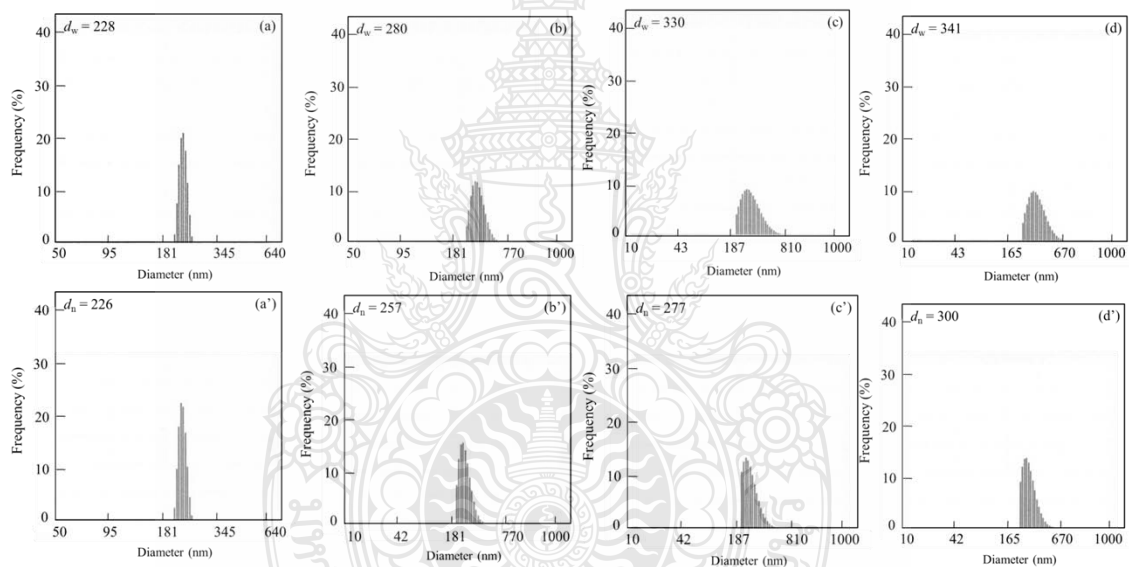 d_w = 228 (a)
40
30
20
10
0
Frequency (%)
50 95 181 345 640
Diameter (nm)
d_w = 280 (b)
40
30
20
10
0
Frequency (%)
50 95 181 770 1000
Diameter (nm)
d_w = 330 (c)
40
30
20
10
0
Frequency (%)
10 43 187 810 1000
Diameter (nm)
d_w = 341 (d)
40
30
20
10
0
Frequency (%)
10 43 165 670 1000
Diameter (nm)
d_n = 226 (a’)
40
30
20
10
0
Frequency (%)
50 95 181 345 640
Diameter (nm)
d_n = 257 (b’)
40
30
20
10
0
Frequency (%)
10 42 181 770 1000
Diameter (nm)
d_n = 277 (c’)
40
30
20
10
0
Frequency (%)
10 42 187 810 1000
Diameter (nm)
d_n = 300 (d’)
40
30
20
10
0
Frequency (%)
10 42 165 670 1000
Diameter (nm)